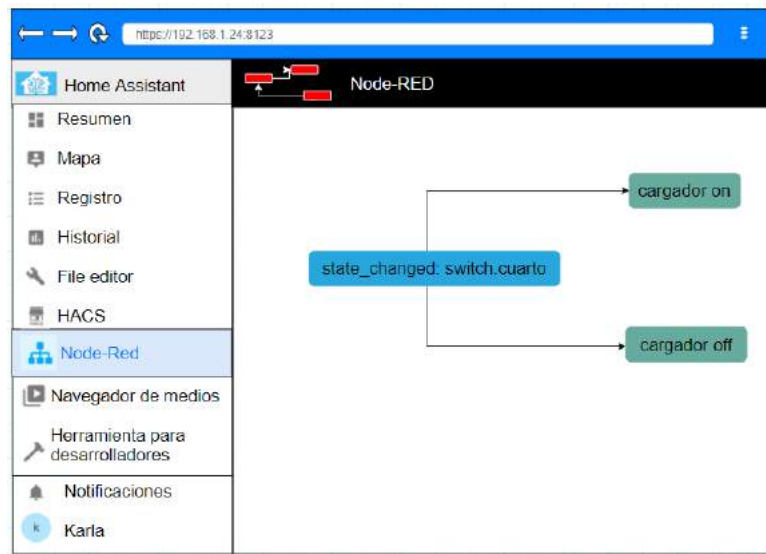 https://192.168.1.24:8123
Home Assistant
Node-RED
Resumen
Mapa
Registro
Historial
File editor
HACS
Node-Red
Navegador de medios
Herramienta para
desarrolladores
Notificaciones
k
Karla
cargador on
state_changed: switch.cuarto
cargador off